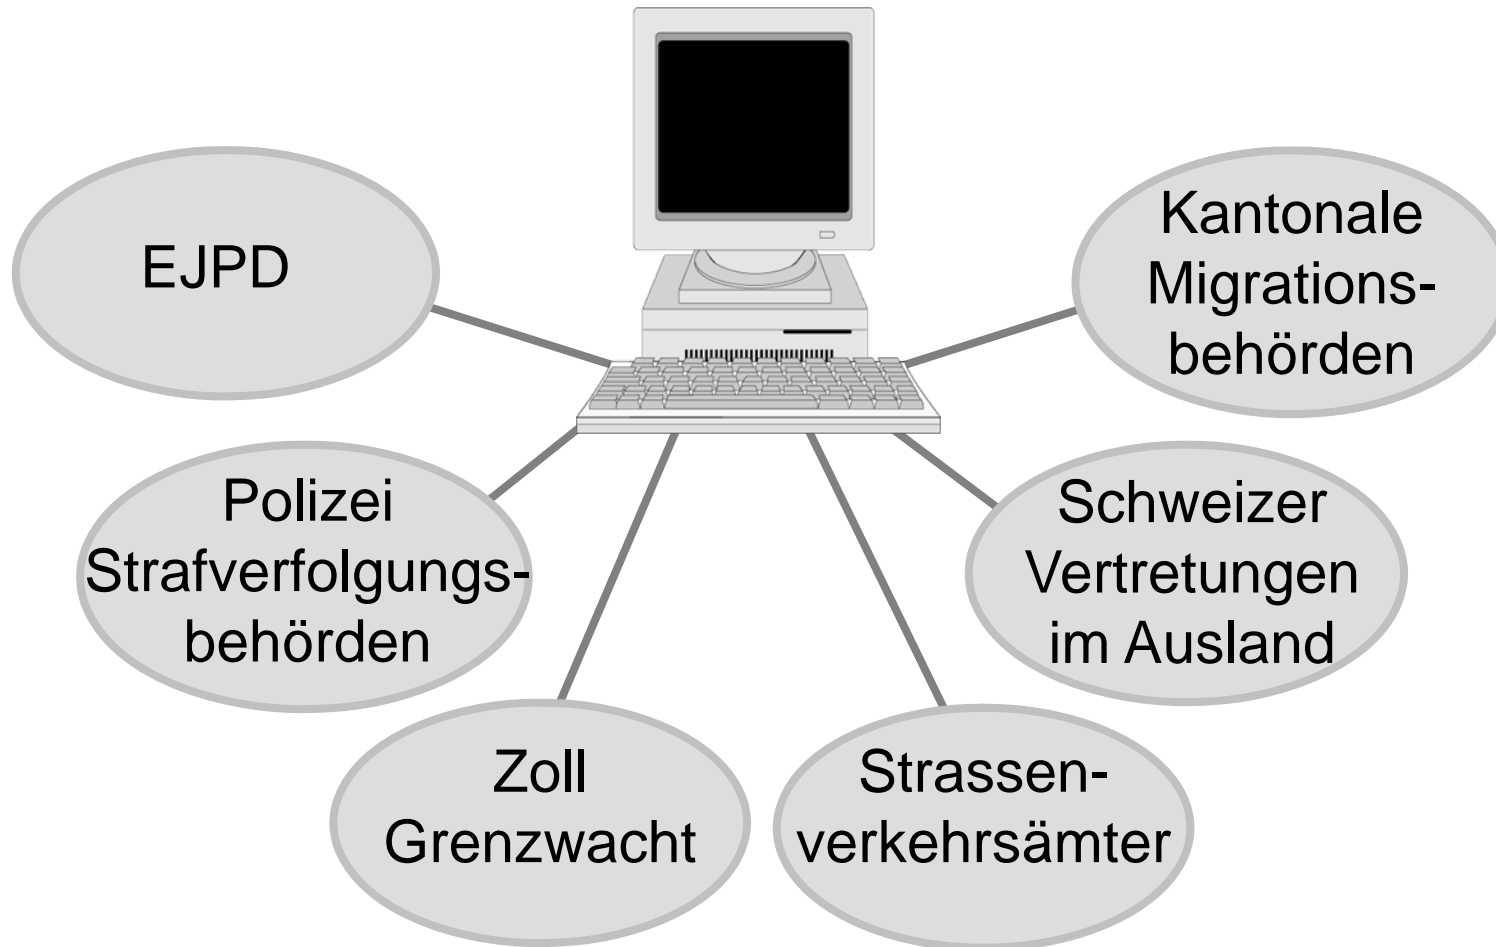 EJPD
Kantonale
Migrations-
behörden
Polizei
Strafverfolgungs-
behörden
Schweizer
Vertretungen
im Ausland
Zoll
Grenzwacht
Strassen-
verkehrsämter